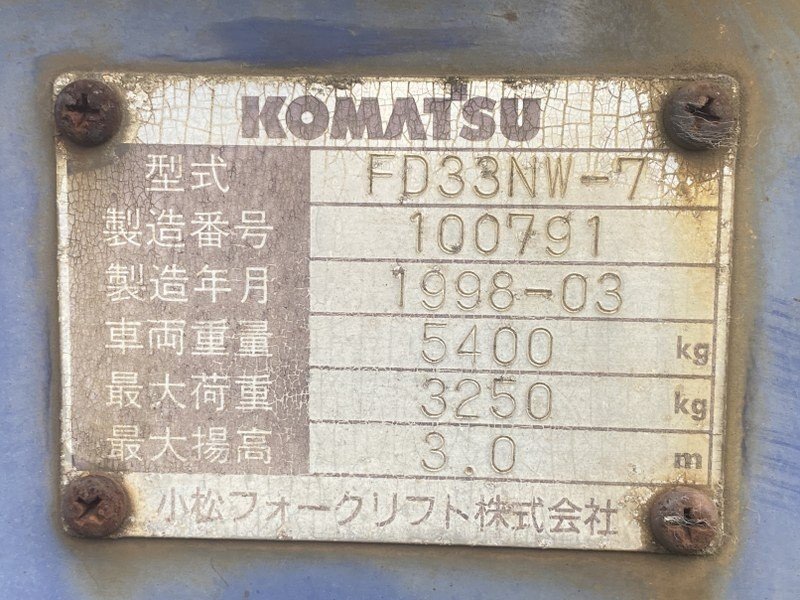 KOMATSU
型式 FD33NW-7
製造番号 100791
製造年月 1998-03
車両重量 5400 kg
最大荷重 3250 kg
最大揚高 3.0 m
小松フォークリフト株式会社